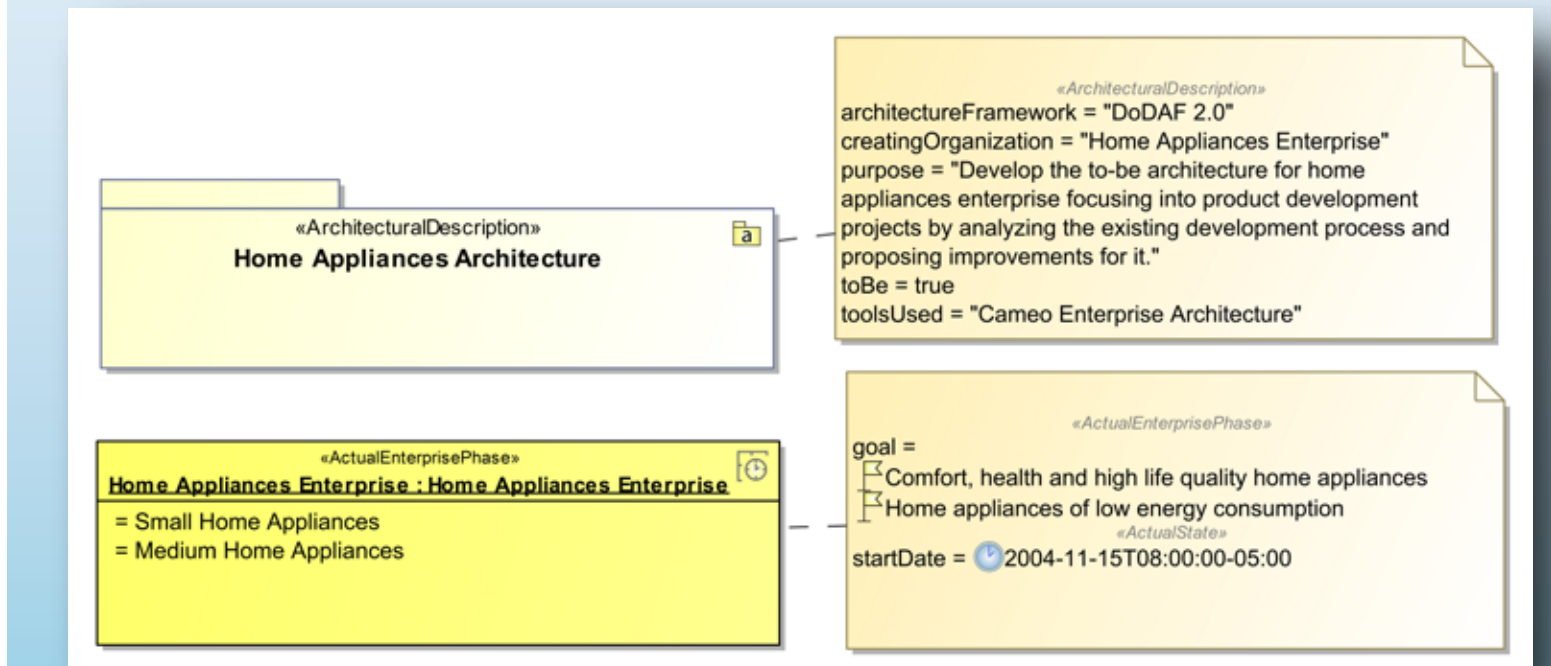 «ArchitecturalDescription»
Home Appliances Architecture
a
«ArchitecturalDescription»
architectureFramework = "DoDAF 2.0"
creatingOrganization = "Home Appliances Enterprise"
purpose = "Develop the to-be architecture for home
appliances enterprise focusing into product development
projects by analyzing the existing development process and
proposing improvements for it."
toBe = true
toolsUsed = "Cameo Enterprise Architecture"
«ActualEnterprisePhase»
Home Appliances Enterprise : Home Appliances Enterprise
= Small Home Appliances
= Medium Home Appliances
«ActualEnterprisePhase»
goal =
Comfort, health and high life quality home appliances
Home appliances of low energy consumption
«ActualState»
startDate = 2004-11-15T08:00:00-05:00